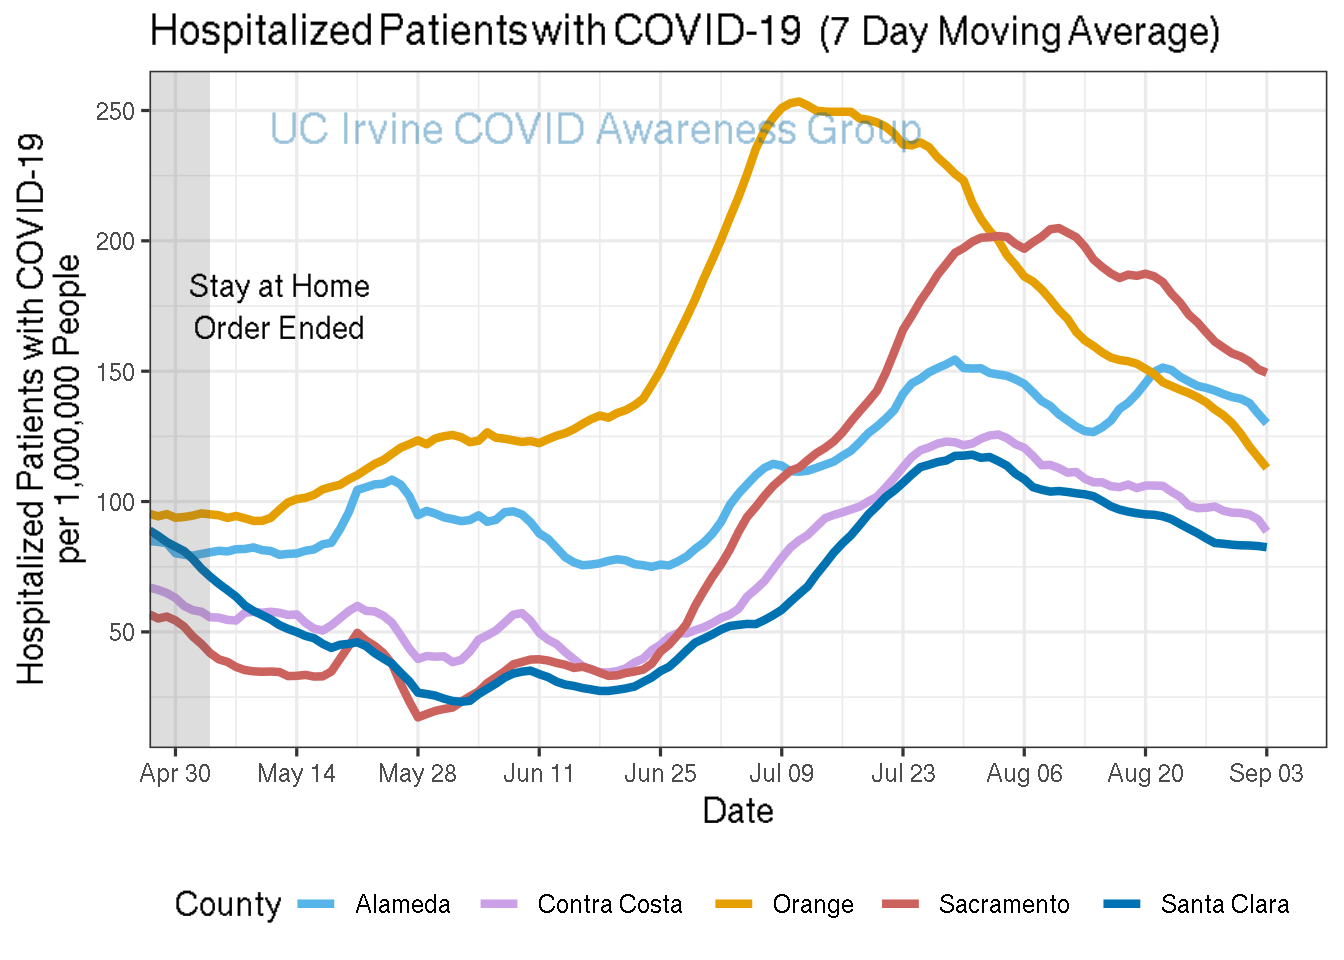 Hospitalized Patients with COVID-19 (7 Day Moving Average)
Hospitalized Patients with COVID-19
per 1,000,000 People
250
200
150
100
50
UC Irvine COVID Awareness Group
Stay at Home
Order Ended
Apr 30 May 14 May 28 Jun 11 Jun 25 Jul 09 Jul 23 Aug 06 Aug 20 Sep 03
Date
County Alameda Contra Costa Orange Sacramento Santa Clara